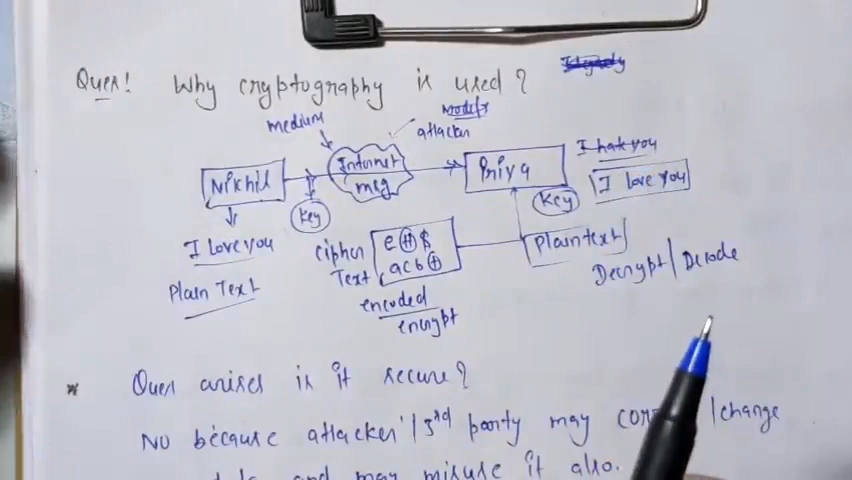 Ques! Why cryptography is used?
medium
modify
attacker
Nikhil
Internet
msg
Priya
I hate you
I love you
Key
Key
I love you
Plain Text
Cipher
Text
e $
acb
Plaintext
Decrypt/Decode
encoded
encrypt
* Ques arises is it secure?
No because attacker/3rd party may /change
and may misuse it also.